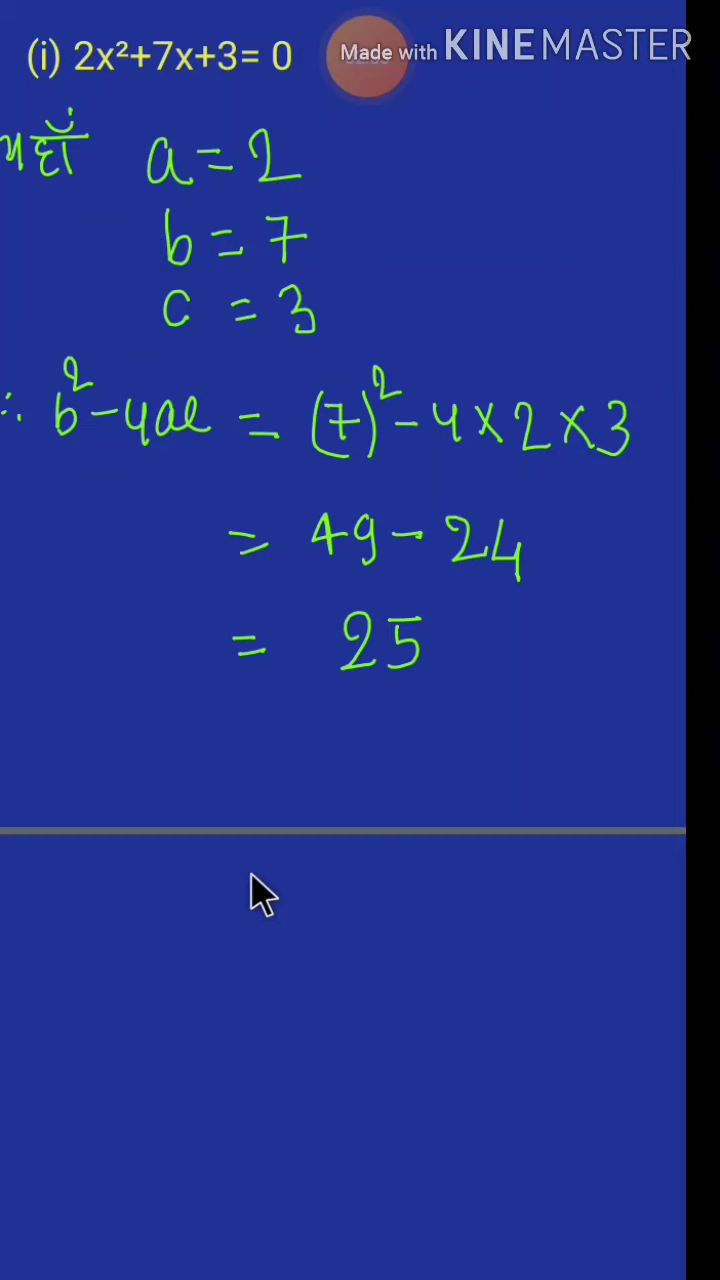 (i) 2x²+7x+3= 0
Made with KINEMASTER
यहाँ a = 2
b = 7
c = 3
∴ b² - 4ac = (7)² - 4 × 2 × 3
= 49 - 24
= 25